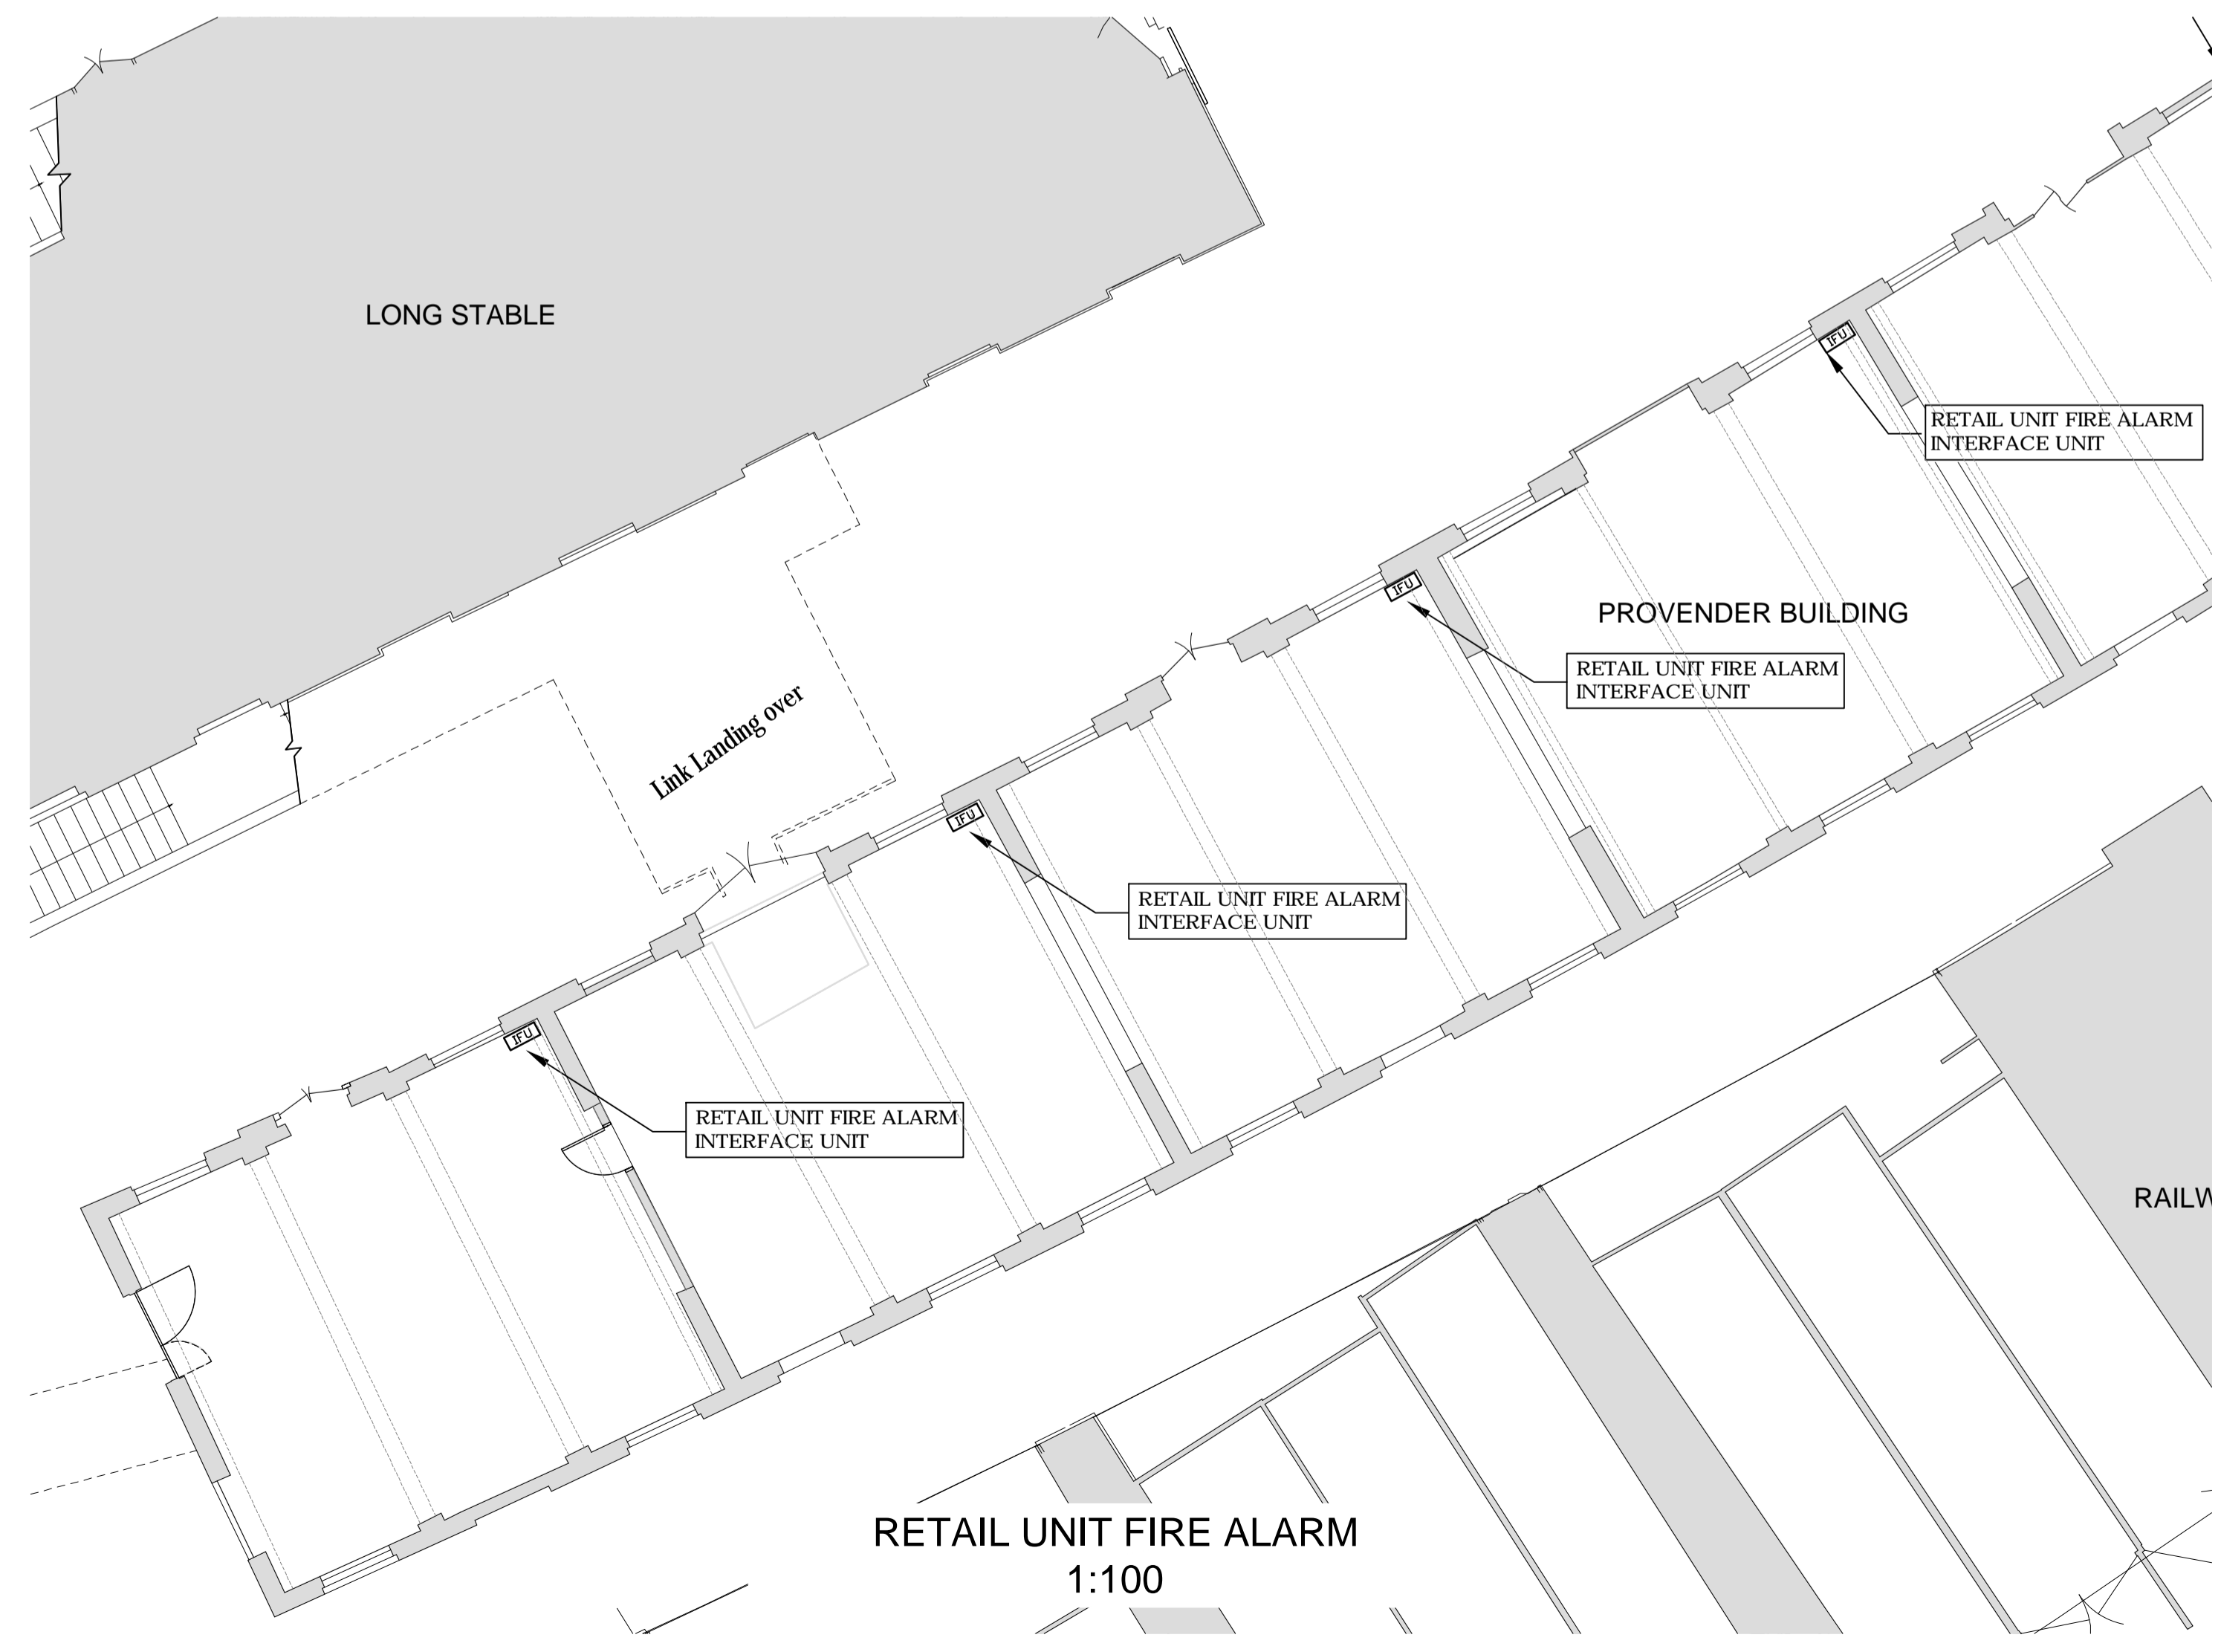 LONG STABLE
IFU
RETAIL UNIT FIRE ALARM
INTERFACE UNIT
IFU
PROVENDER BUILDING
RETAIL UNIT FIRE ALARM
INTERFACE UNIT
Link Landing over
IFU
RETAIL UNIT FIRE ALARM
INTERFACE UNIT
IFU
RETAIL UNIT FIRE ALARM
INTERFACE UNIT
RAILW
RETAIL UNIT FIRE ALARM
1:100